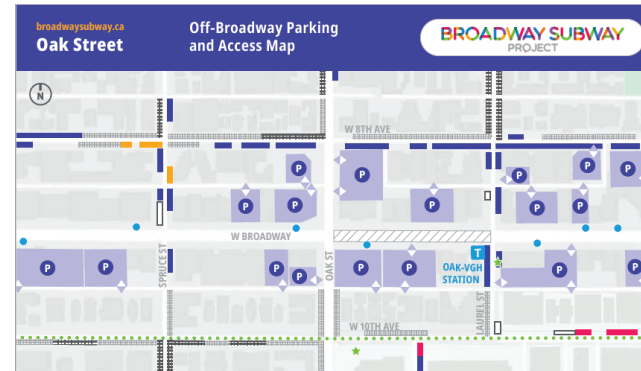 broadwaysubway.ca
Oak Street
Off-Broadway Parking
and Access Map
BROADWAY SUBWAY
PROJECT
N
W 8TH AVE
P
P
P
P
P
P
P
P
P
P
W BROADWAY
SPRUCE ST
OAK ST
T
OAK-VGH
STATION
P
P
P
P
P
P
P
P
LAUREL ST
W 10TH AVE